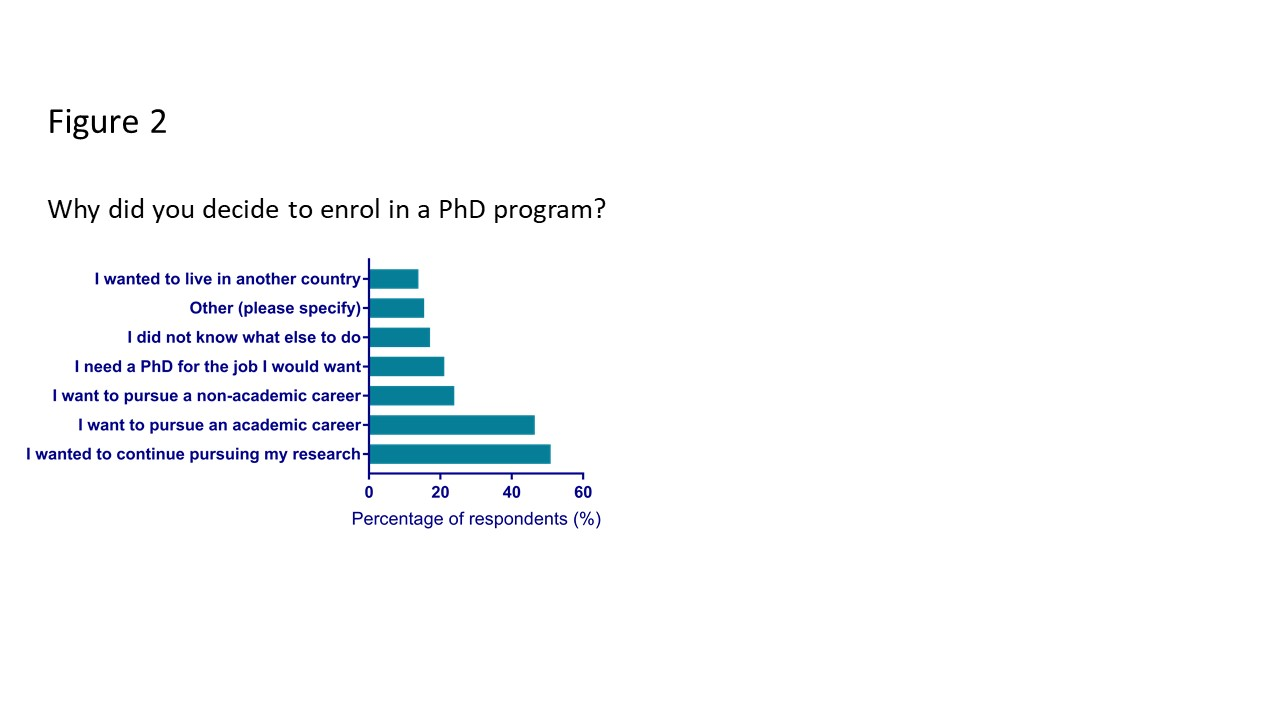 Figure 2
Why did you decide to enrol in a PhD program?
I wanted to live in another country
Other (please specify)
I did not know what else to do
I need a PhD for the job I would want
I want to pursue a non-academic career
I want to pursue an academic career
I wanted to continue pursuing my research
0 20 40 60
Percentage of respondents (%)